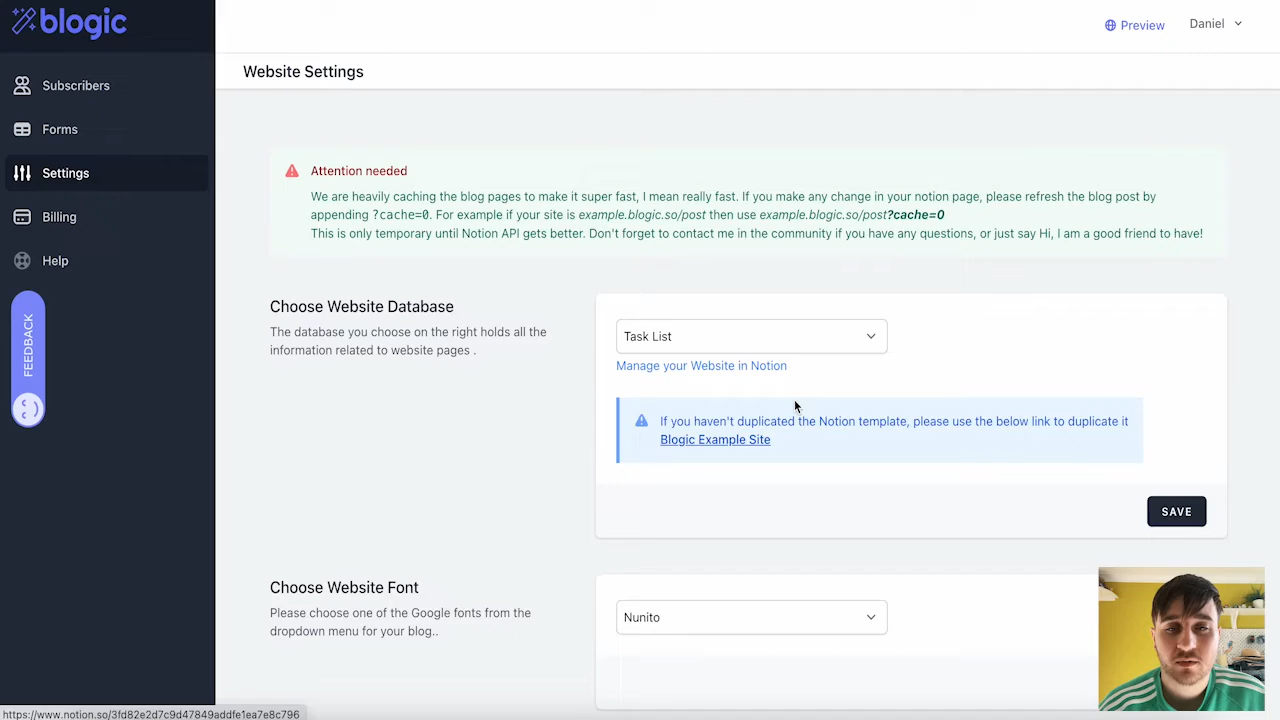 blogic
Preview
Daniel
Website Settings
Subscribers
Forms
Settings
Billing
Help
FEEDBACK
Attention needed
We are heavily caching the blog pages to make it super fast, I mean really fast. If you make any change in your notion page, please refresh the blog post by
appending ?cache=0. For example if your site is example.blogic.so/post then use example.blogic.so/post?cache=0
This is only temporary until Notion API gets better. Don't forget to contact me in the community if you have any questions, or just say Hi, I am a good friend to have!
Choose Website Database
The database you choose on the right holds all the
information related to website pages .
Task List
Manage your Website in Notion
If you haven't duplicated the Notion template, please use the below link to duplicate it
Blogic Example Site
SAVE
Choose Website Font
Please choose one of the Google fonts from the
dropdown menu for your blog..
Nunito
https://www.notion.so/3fd82e2d7c9d47849addfe1ea7e8c796